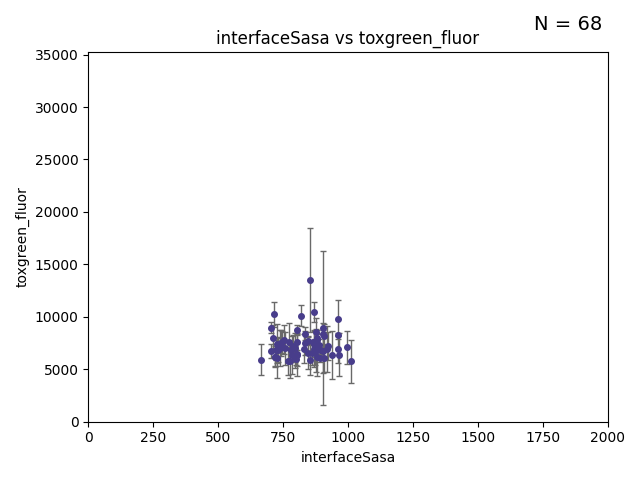 N = 68
interfaceSasa vs toxgreen_fluor
35000
30000
25000
20000
15000
10000
5000
0
toxgreen_fluor
0 250 500 750 1000 1250 1500 1750 2000
interfaceSasa